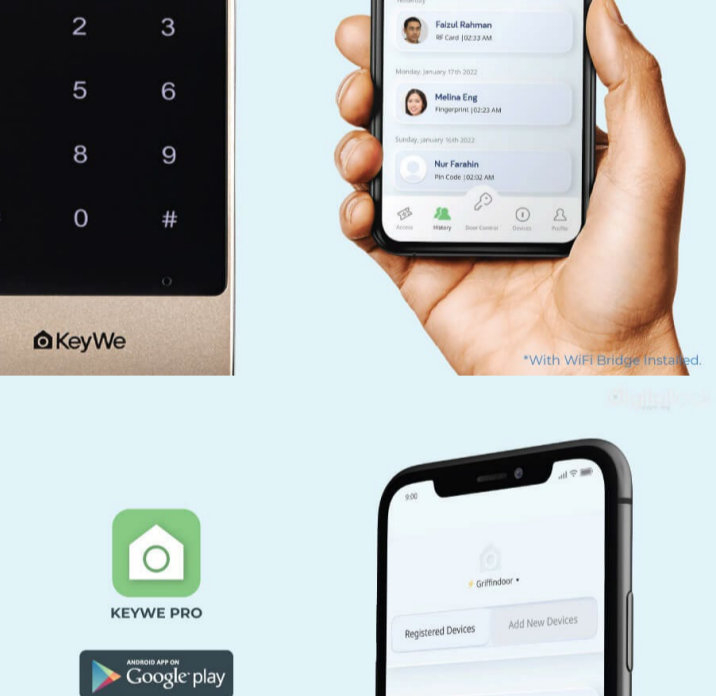 2 3
5 6
8 9
0 #
KeyWe
Yesterday
Faizul Rahman
RF Card |02:33 AM
Monday, January 17th 2022
Melina Eng
Fingerprint |02:23 AM
Sunday, January 16th 2022
Nur Farahin
Pin Code |02:02 AM
Access History Door Control Devices Profile
*With WiFi Bridge Installed.
KEYWE PRO
ANDROID APP ON
Google play
9:00
Griffindoor
Registered Devices Add New Devices